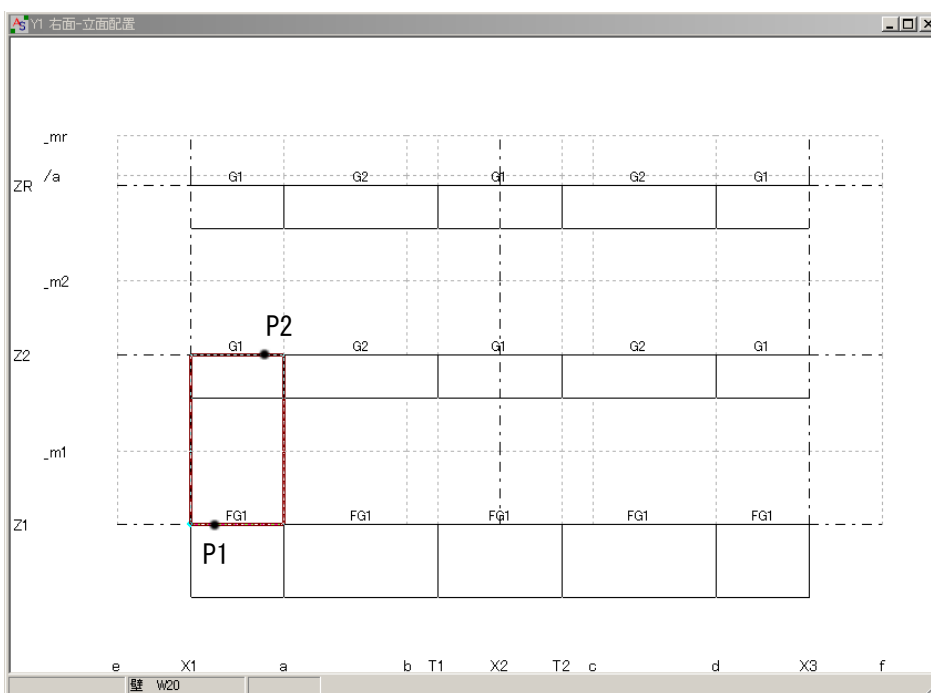 Y1 右面-立面配置
_mr
/a
ZR
G1 G2 G1 G2 G1
_m2
P2
Z2
G1 G2 G1 G2 G1
_m1
Z1
FG1 FG1 FG1 FG1 FG1
P1
e X1 a b T1 X2 T2 c d X3 f
壁 W20